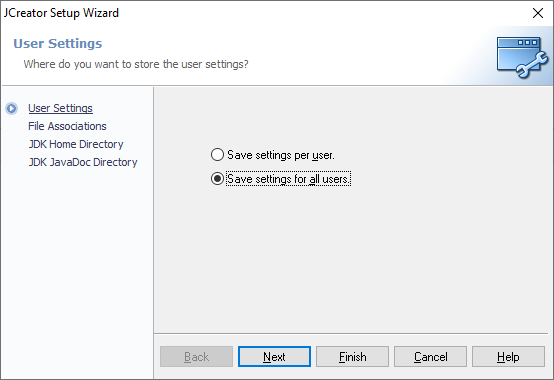 JCreator Setup Wizard
User Settings
Where do you want to store the user settings?
User Settings
File Associations
JDK Home Directory
JDK JavaDoc Directory
Save settings per user.
Save settings for all users.
Back Next Finish Cancel Help